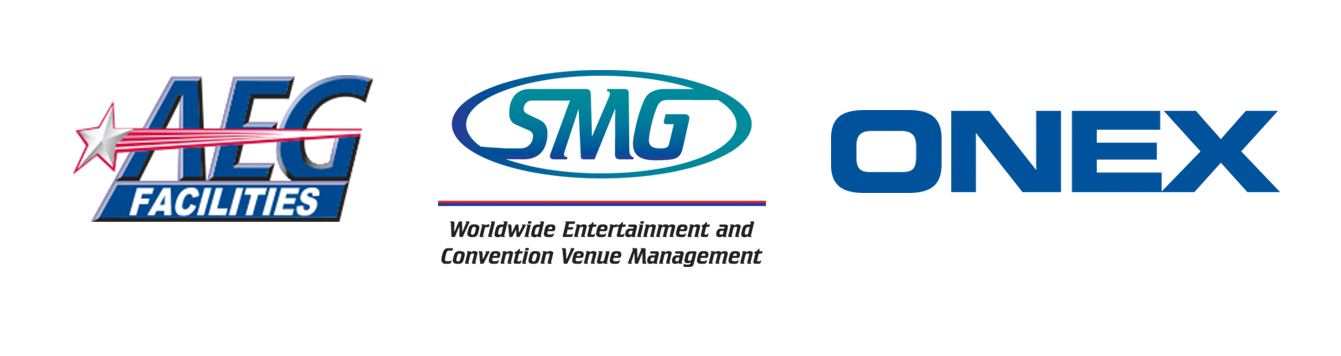 AEG
FACILITIES
SMG
Worldwide Entertainment and
Convention Venue Management
ONEX